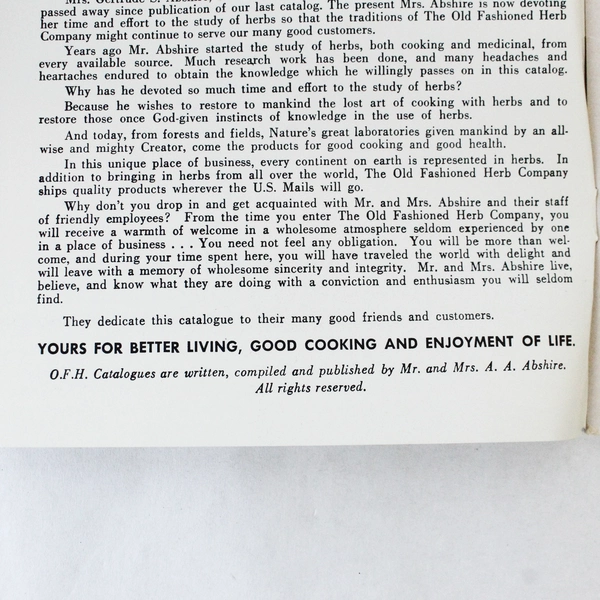 Mrs. Gertrude S.
passed away since publication of our last catalog. The present Mrs. Abshire is now devoting
her time and effort to the study of herbs so that the traditions of The Old Fashioned Herb
Company might continue to serve our many good customers.
Years ago Mr. Abshire started the study of herbs, both cooking and medicinal, from
every available source. Much research work has been done, and many headaches and
heartaches endured to obtain the knowledge which he willingly passes on in this catalog.
Why has he devoted so much time and effort to the study of herbs?
Because he wishes to restore to mankind the lost art of cooking with herbs and to
restore those once God-given instincts of knowledge in the use of herbs.
And today, from forests and fields, Nature's great laboratories given mankind by an all-
wise and mighty Creator, come the products for good cooking and good health.
In this unique place of business, every continent on earth is represented in herbs. In
addition to bringing in herbs from all over the world, The Old Fashioned Herb Company
ships quality products wherever the U.S. Mails will go.
Why don't you drop in and get acquainted with Mr. and Mrs. Abshire and their staff
of friendly employees? From the time you enter The Old Fashioned Herb Company, you
will receive a warmth of welcome in a wholesome atmosphere seldom experienced by one
in a place of business . . . You need not feel any obligation. You will be more than wel-
come, and during your time spent here, you will have traveled the world with delight and
will leave with a memory of wholesome sincerity and integrity. Mr. and Mrs. Abshire live,
believe, and know what they are doing with a conviction and enthusiasm you will seldom
find.
They dedicate this catalogue to their many good friends and customers.
YOURS FOR BETTER LIVING, GOOD COOKING AND ENJOYMENT OF LIFE.
O.F.H. Catalogues are written, compiled and published by Mr. and Mrs. A. A. Abshire.
All rights reserved.